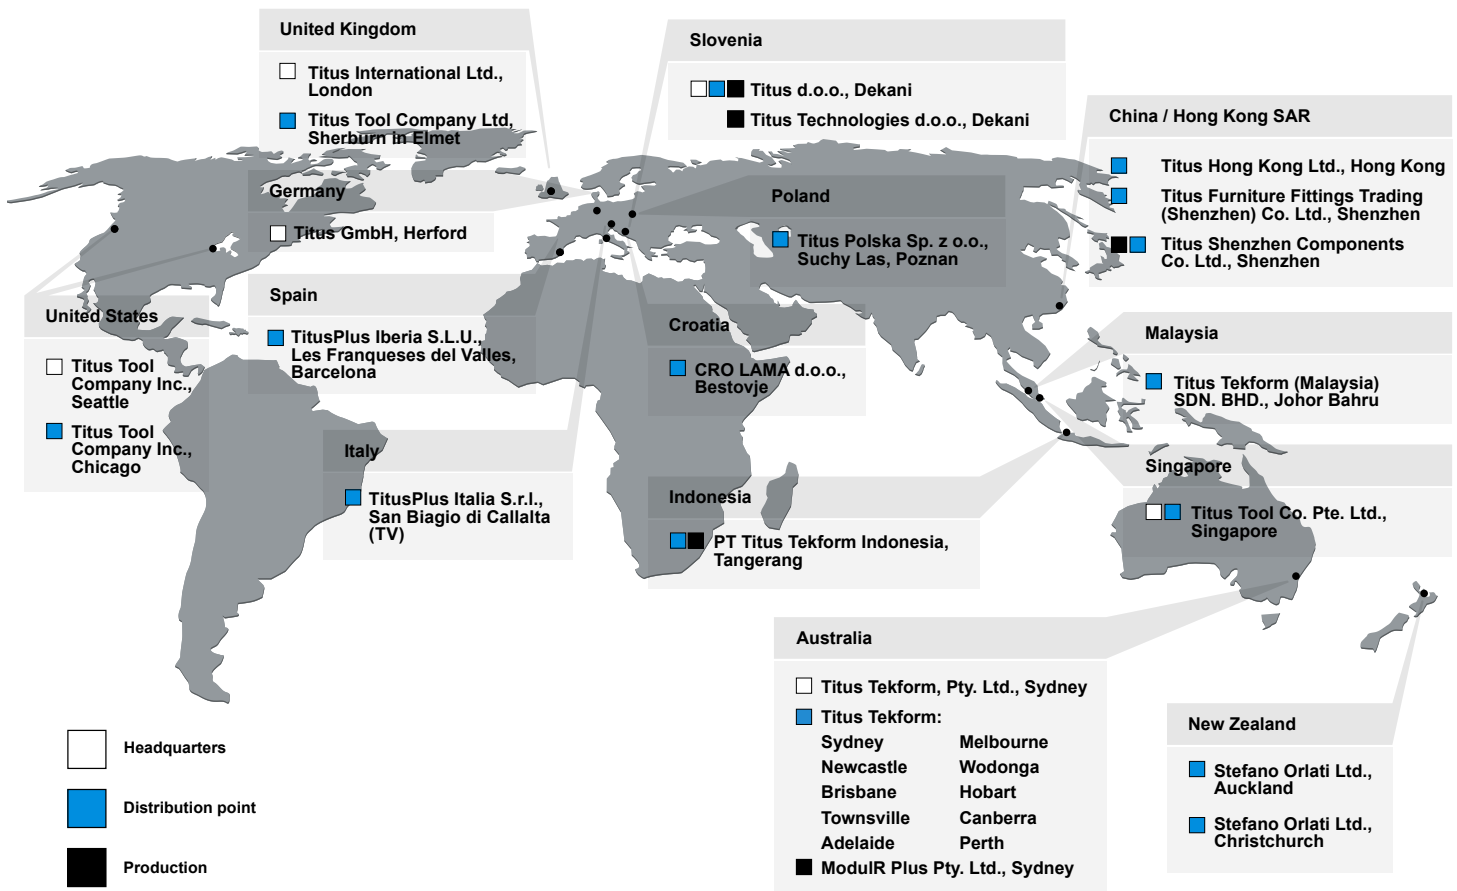 United Kingdom
Titus International Ltd.,
London
Titus Tool Company Ltd,
Sherburn in Elmet
Slovenia
Titus d.o.o., Dekani
Titus Technologies d.o.o., Dekani
China / Hong Kong SAR
Titus Hong Kong Ltd., Hong Kong
Titus Furniture Fittings Trading
(Shenzhen) Co. Ltd., Shenzhen
Titus Shenzhen Components
Co. Ltd., Shenzhen
Germany
Titus GmbH, Herford
Poland
Titus Polska Sp. z o.o.,
Suchy Las, Poznan
Spain
TitusPlus Iberia S.L.U.,
Les Franqueses del Valles,
Barcelona
United States
Titus Tool
Company Inc.,
Seattle
Titus Tool
Company Inc.,
Chicago
Croatia
CRO LAMA d.o.o.,
Bestovje
Malaysia
Titus Tekform (Malaysia)
SDN. BHD., Johor Bahru
Italy
TitusPlus Italia S.r.l.,
San Biagio di Callalta
(TV)
Indonesia
PT Titus Tekform Indonesia,
Tangerang
Singapore
Titus Tool Co. Pte. Ltd.,
Singapore
Australia
Titus Tekform, Pty. Ltd., Sydney
Titus Tekform:
Sydney Melbourne
Newcastle Wodonga
Brisbane Hobart
Townsville Canberra
Adelaide Perth
ModulR Plus Pty. Ltd., Sydney
New Zealand
Stefano Orlati Ltd.,
Auckland
Stefano Orlati Ltd.,
Christchurch
Headquarters
Distribution point
Production